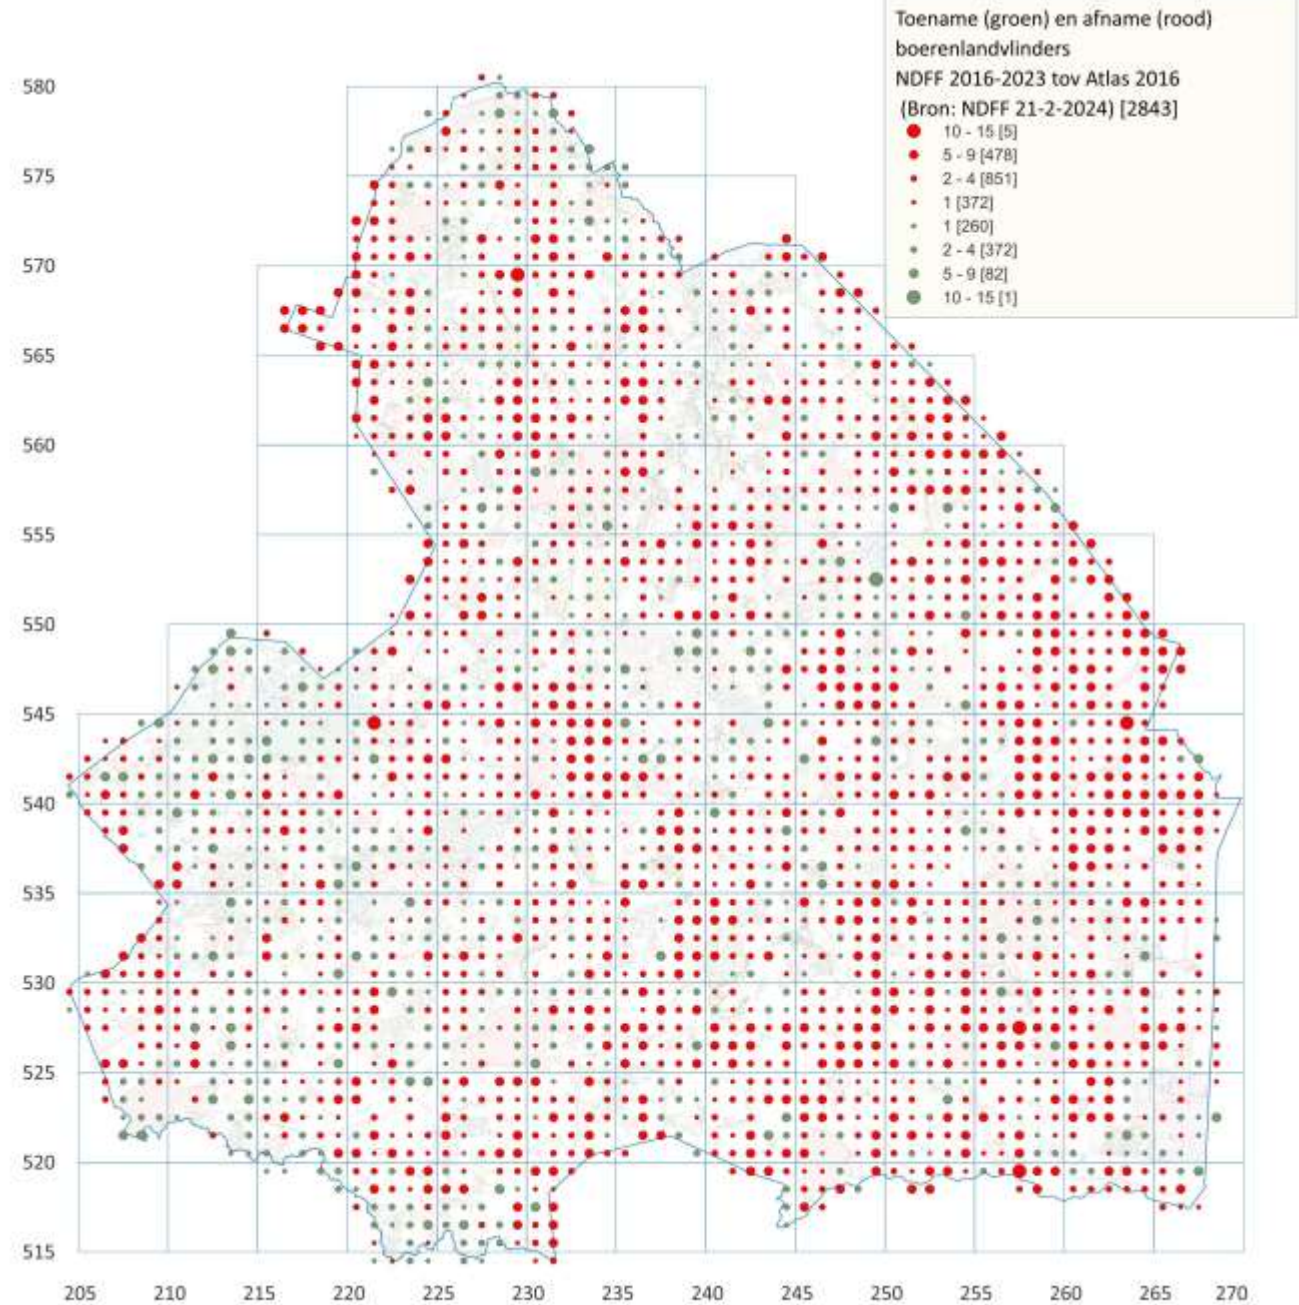 Toename (groen) en afname (rood)
boerenlandvlinders
NDFF 2016-2023 tov Atlas 2016
(Bron: NDFF 21-2-2024) [2843]
10 - 15 [5]
5 - 9 [478]
2 - 4 [851]
1 [372]
1 [260]
2 - 4 [372]
5 - 9 [82]
10 - 15 [1]
580
575
570
565
560
555
550
545
540
535
530
525
520
515
205 210 215 220 225 230 235 240 245 250 255 260 265 270